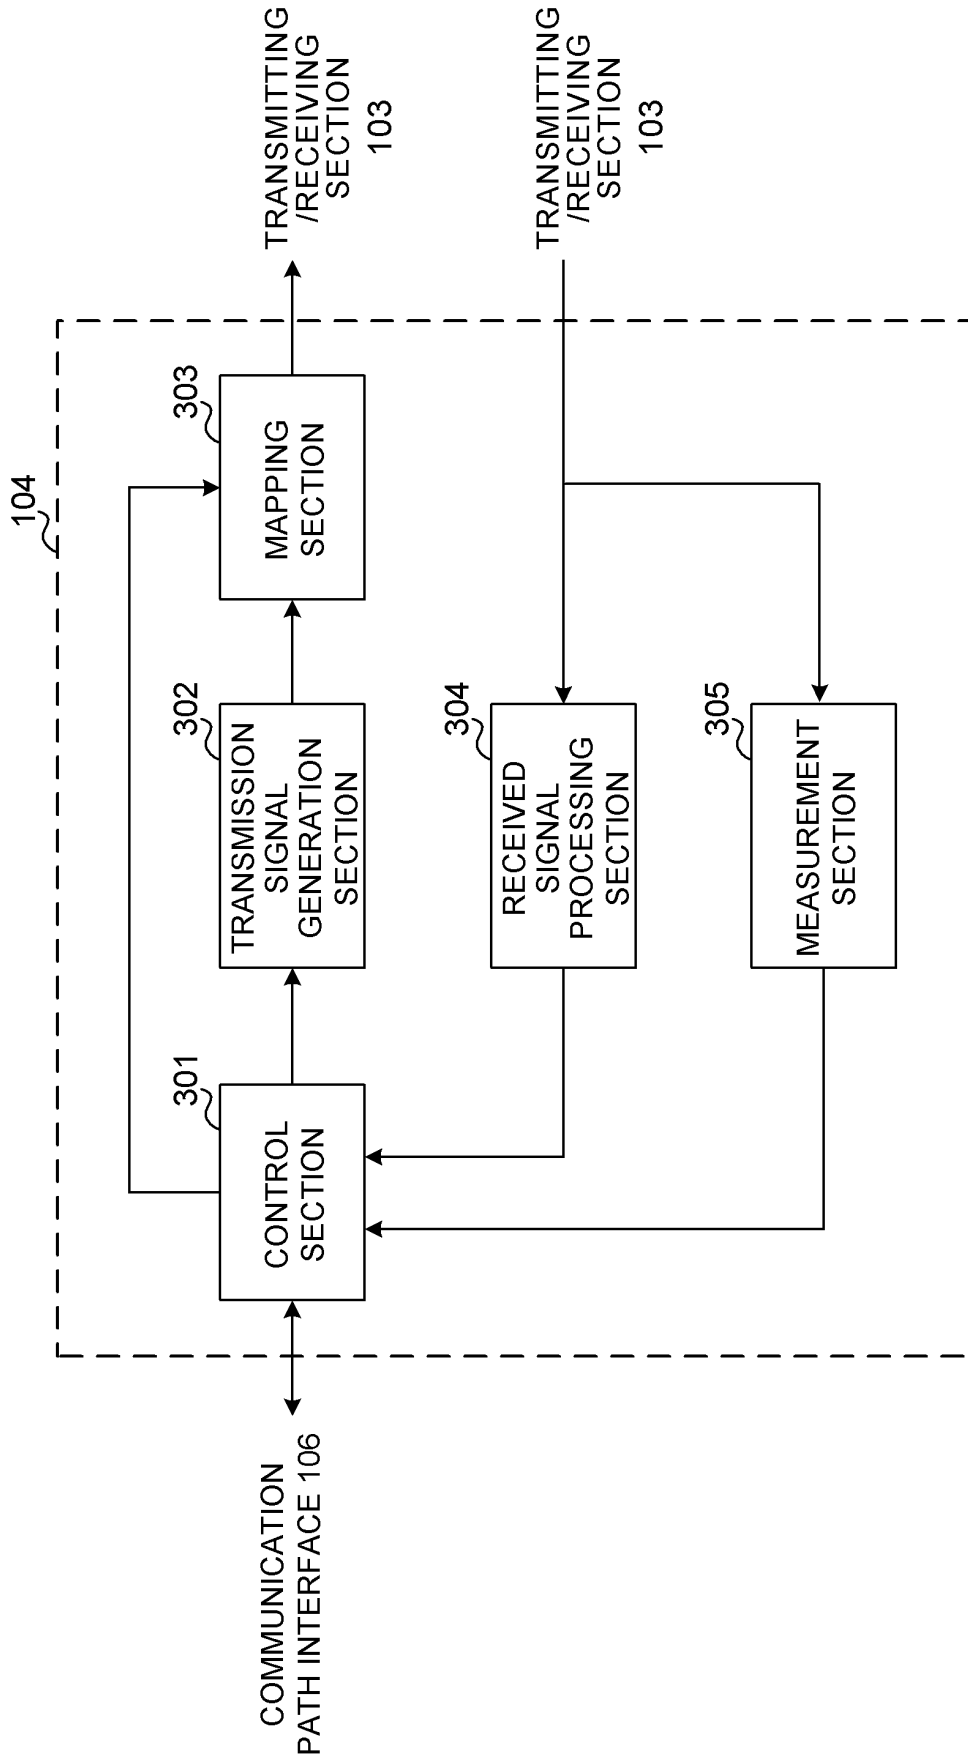 104
COMMUNICATION
PATH INTERFACE 106
301
CONTROL
SECTION
302
TRANSMISSION
SIGNAL
GENERATION
SECTION
303
MAPPING
SECTION
TRANSMITTING
/RECEIVING
SECTION
103
304
RECEIVED
SIGNAL
PROCESSING
SECTION
TRANSMITTING
/RECEIVING
SECTION
103
305
MEASUREMENT
SECTION